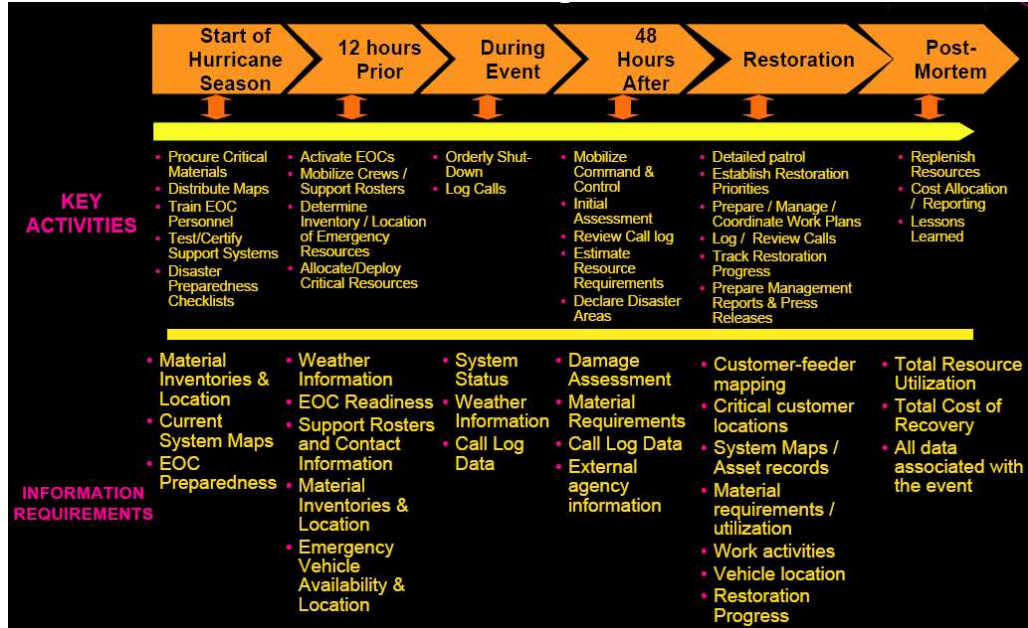 Start of
Hurricane
Season
12 hours
Prior
During
Event
48
Hours
After
Restoration
Post-
Mortem
KEY
ACTIVITIES
• Procure Critical
Materials
• Distribute Maps
• Train EOC
Personnel
• Test/Certify
Support Systems
• Disaster
Preparedness
Checklists
• Activate EOCs
• Mobilize Crews /
Support Rosters
• Determine
Inventory / Location
of Emergency
Resources
• Allocate/Deploy
Critical Resources
• Orderly Shut-
Down
• Log Calls
• Mobilize
Command &
Control
• Initial
Assessment
• Review Call log
• Estimate
Resource
Requirements
• Declare Disaster
Areas
• Detailed patrol
• Establish Restoration
Priorities
• Prepare / Manage /
Coordinate Work Plans
• Log / Review Calls
• Track Restoration
Progress
• Prepare Management
Reports & Press
Releases
• Replenish
Resources
• Cost Allocation
/ Reporting
• Lessons
Learned
INFORMATION
REQUIREMENTS
• Material
Inventories &
Location
• Current
System Maps
• EOC
Preparedness
• Weather
Information
• EOC Readiness
• Support Rosters
and Contact
Information
• Material
Inventories &
Location
• Emergency
Vehicle
Availability &
Location
• System
Status
• Weather
Information
• Call Log
Data
• Damage
Assessment
• Material
Requirements
• Call Log Data
• External
agency
information
• Customer-feeder
mapping
• Critical customer
locations
• System Maps /
Asset records
• Material
requirements /
utilization
• Work activities
• Vehicle location
• Restoration
Progress
• Total Resource
Utilization
• Total Cost of
Recovery
• All data
associated with
the event